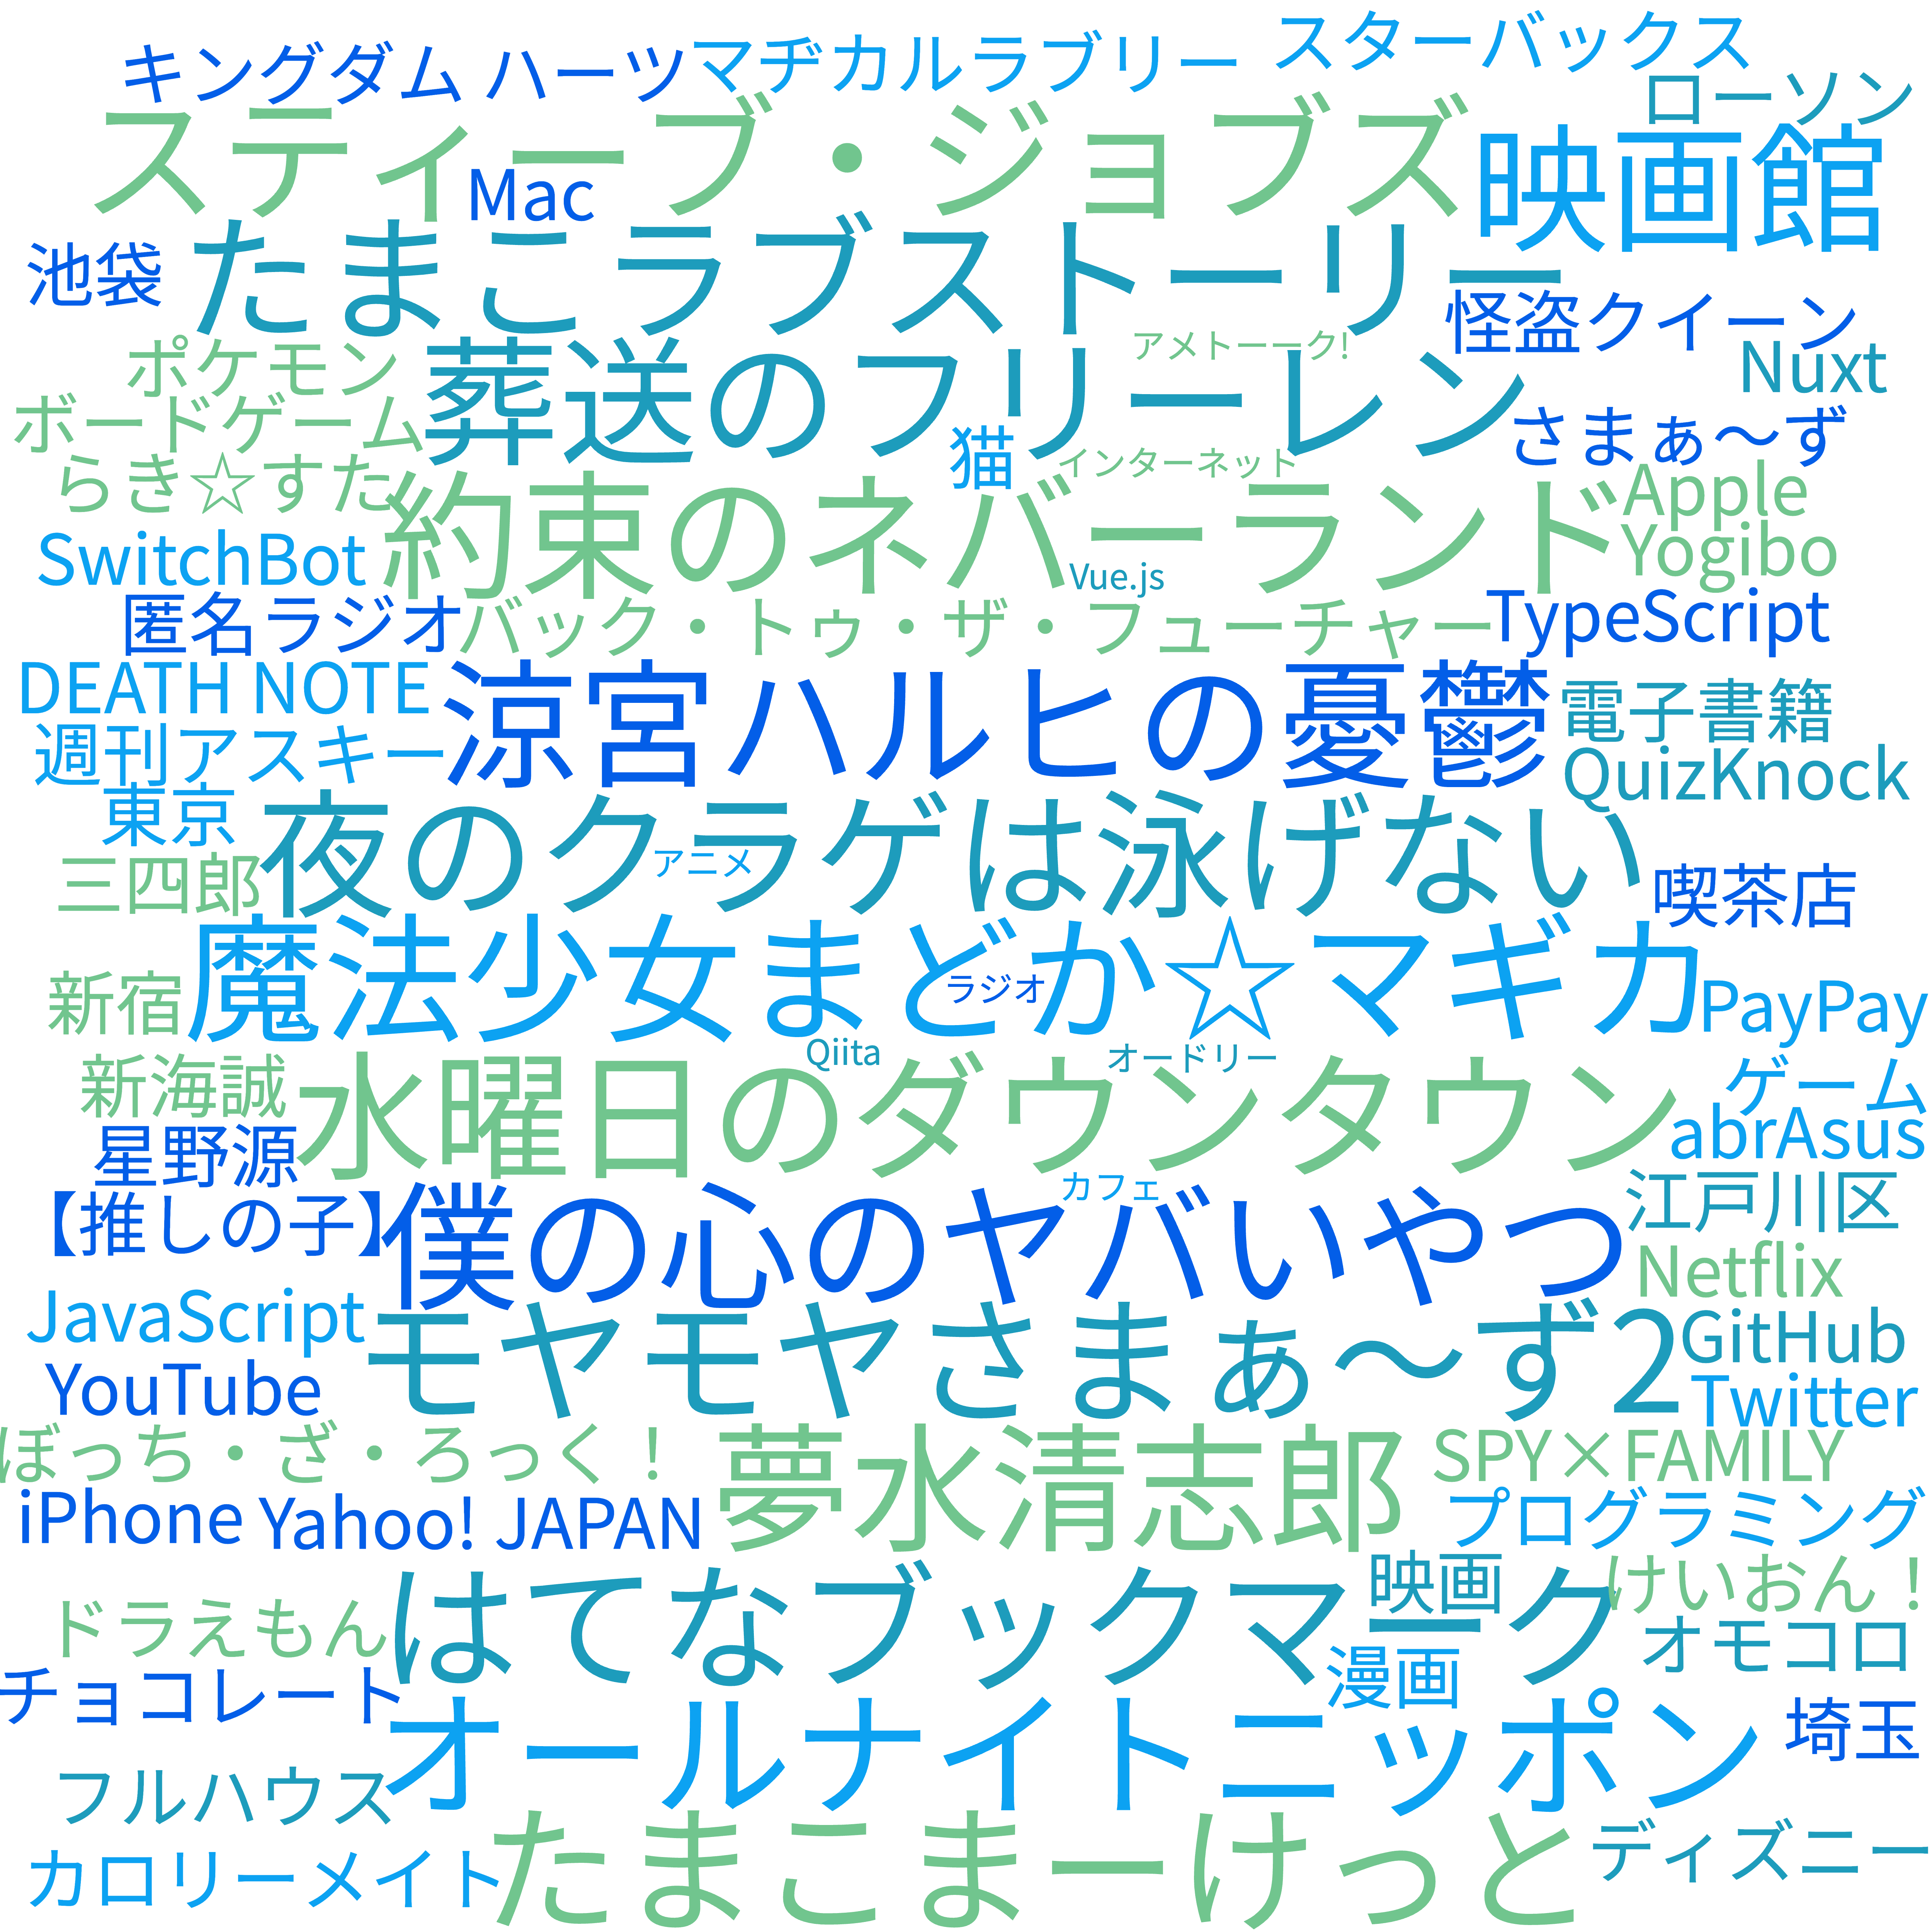 キングダム ハーツ
マヂカルラブリー
スターバックス
ローソン
スティーブ・ジョブズ
映画館
Mac
池袋
たまこラブストーリー
怪盗クイーン
アメトーーク!
Nuxt
ポケモン
葬送のフリーレン
ボードゲーム
さまぁ～ず
猫
インターネット
らき☆すた
Apple
約束のネバーランド
Yogibo
SwitchBot
Vue.js
匿名ラジオ
バック・トゥ・ザ・フューチャー
TypeScript
DEATH NOTE
涼宮ハルヒの憂鬱
電子書籍
週刊アスキー
QuizKnock
東京
夜のクラゲは泳げない
アニメ
三四郎
喫茶店
魔法少女まどか☆マギカ
ラジオ
新宿
PayPay
Qiita
オードリー
新海誠
水曜日のダウンタウン
ゲーム
abrAsus
星野源
カフェ
江戸川区
【推しの子】
僕の心のヤバいやつ
Netflix
JavaScript
モヤモヤさまぁ～ず2
GitHub
YouTube
Twitter
ぼっち・ざ・ろっく！
夢水清志郎
SPY×FAMILY
iPhone
Yahoo! JAPAN
プログラミング
映画
けいおん！
ドラえもん
はてなブックマーク
オモコロ
漫画
チョコレート
オールナイトニッポン
埼玉
フルハウス
たまこまーけっと
ディズニー
カロリーメイト